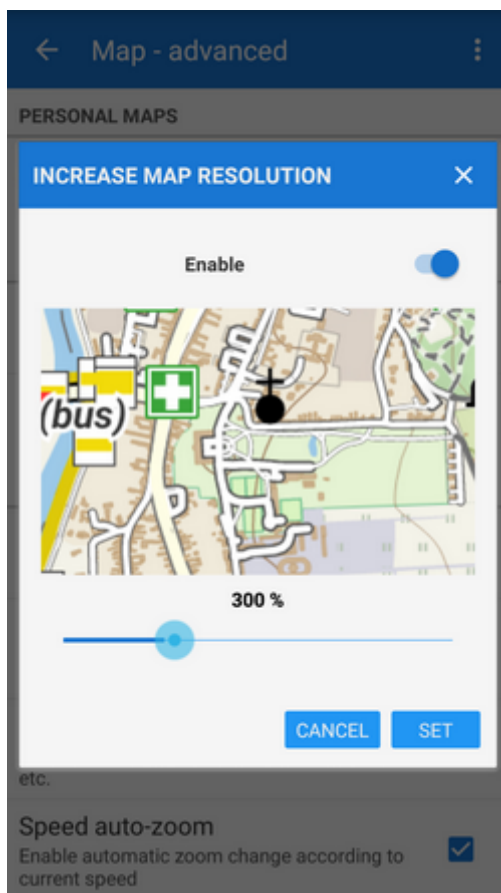 Map - advanced
PERSONAL MAPS
INCREASE MAP RESOLUTION
Enable
(bus)
300 %
CANCEL SET
etc.
Speed auto-zoom
Enable automatic zoom change according to
current speed